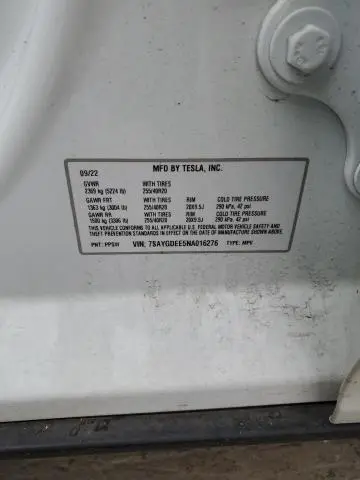 09/22 MFD BY TESLA, INC.
GVWR WITH TIRES
2369 kg (5224 lb) 255/40R20
GAWR FRT WITH TIRES RIM COLD TIRE PRESSURE
1363 kg (3004 lb) 255/40R20 20X9.5J 290 kPa, 42 psi
GAWR RR WITH TIRES RIM COLD TIRE PRESSURE
1580 kg (3386 lb) 255/40R20 20X9.5J 290 kPa, 42 psi
THIS VEHICLE CONFORMS TO ALL APPLICABLE U.S. FEDERAL MOTOR VEHICLE
SAFETY STANDARDS IN EFFECT ON THE DATE OF MANUFACTURE SHOWN ABOVE.
PNT: PPSW VIN: 7SAYGDEE5NA016276 TYPE: MPV